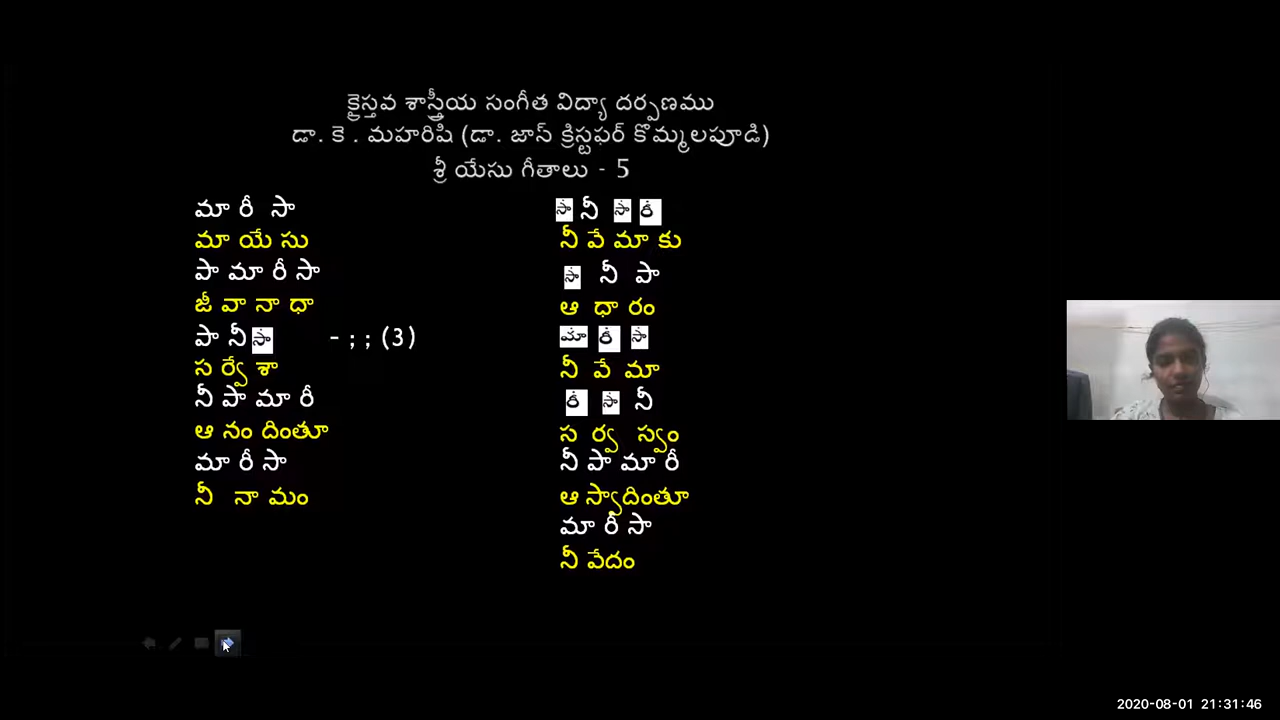 క్రైస్తవ శాస్త్రీయ సంగీత విద్యా దర్పణము
డా. కె . మహరిషి (డా. జాస్ క్రిస్టఫర్ కొమ్మలపూడి)
శ్రీ యేసు గీతాలు - 5
మా రీ సా
మా యే సు
పా మా రీ సా
జీ వా నా ధా
పా నీ సా - ; ; (3)
స ర్వే శా
నీ పా మా రీ
ఆ నం దింతూ
మా రీ సా
నీ నా మం
సా నీ సా రీ
నీ వే మా కు
సా నీ పా
ఆ ధా రం
మా రీ సా
నీ వే మా
రీ సా నీ
స ర్వ స్వం
నీ పా మా రీ
ఆ స్వాదింతూ
మా రీ సా
నీ వేదం
2020-08-01 21:31:46